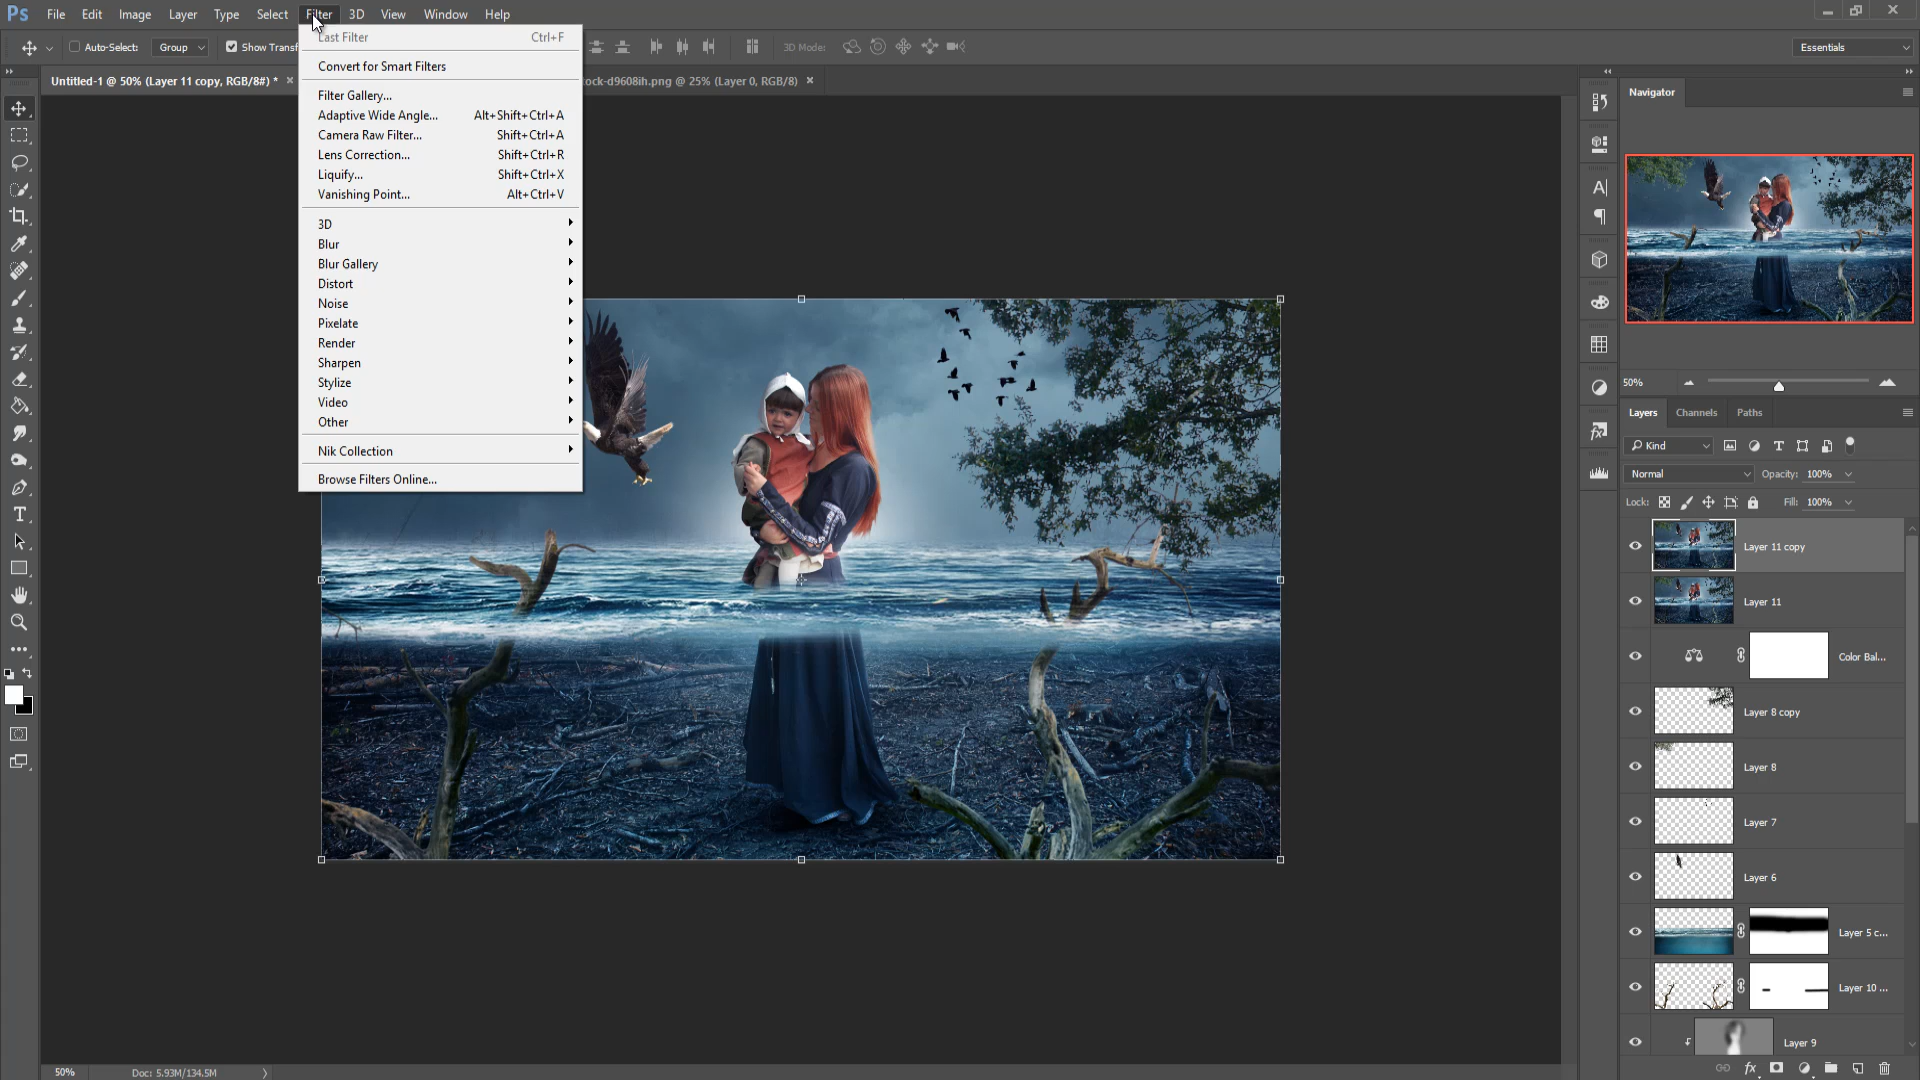 Ps File Edit Image Layer Type Select Filter 3D View Window Help
Auto-Select: Group Show Transf 3D Mode: Essentials
Untitled-1 @ 50% (Layer 11 copy, RGB/8#) * × ock-d9608ih.png @ 25% (Layer 0, RGB/8) ×
Last Filter Ctrl+F
Convert for Smart Filters
Filter Gallery...
Adaptive Wide Angle... Alt+Shift+Ctrl+A
Camera Raw Filter... Shift+Ctrl+A
Lens Correction... Shift+Ctrl+R
Liquify... Shift+Ctrl+X
Vanishing Point... Alt+Ctrl+V
3D
Blur
Blur Gallery
Distort
Noise
Pixelate
Render
Sharpen
Stylize
Video
Other
Nik Collection
Browse Filters Online...
Navigator
50%
Layers Channels Paths
Kind
Normal Opacity: 100%
Lock: Fill: 100%
Layer 11 copy
Layer 11
Color Bal...
Layer 8 copy
Layer 8
Layer 7
Layer 6
Layer 5 c...
Layer 10 ...
Layer 9
50% Doc: 5.93M/134.5M